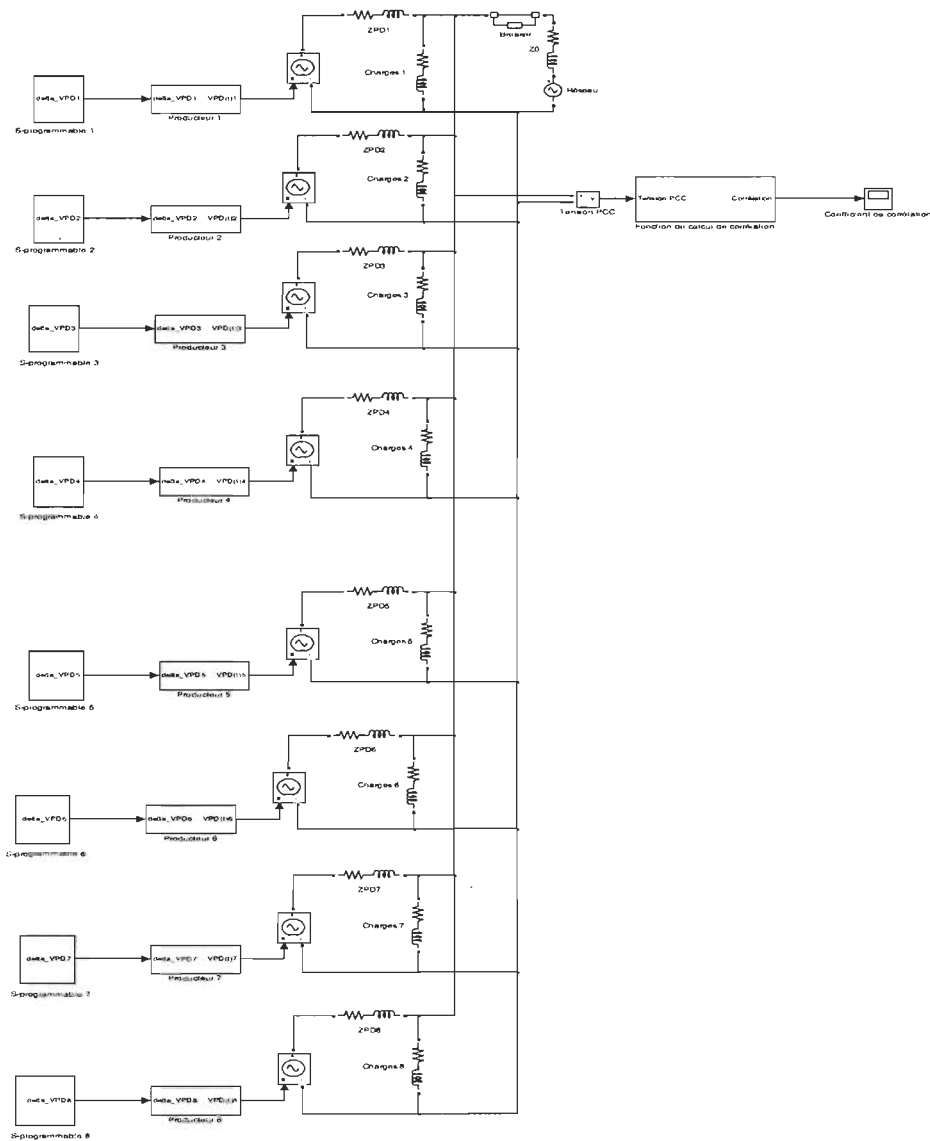 ZPD1
Breaker
Z0
Charges 1
Réseau
delta_VPD1
delta_VPD1 VPD(t)1
S-programmable 1
Producteur 1
ZPD2
Charges 2
delta_VPD2
delta_VPD2 VPD(t)2
S-programmable 2
Producteur 2
Tension PCC
Tension PCC Corrélation
Fonction de calcul de corrélation
Coefficient de corrélation
ZPD3
Charges 3
delta_VPD3
delta_VPD3 VPD(t)3
S-programmable 3
Producteur 3
ZPD4
Charges 4
delta_VPD4
delta_VPD4 VPD(t)4
S-programmable 4
Producteur 4
ZPD5
Charges 5
delta_VPD5
delta_VPD5 VPD(t)5
S-programmable 5
Producteur 5
ZPD6
Charges 6
delta_VPD6
delta_VPD6 VPD(t)6
S-programmable 6
Producteur 6
ZPD7
Charges 7
delta_VPD7
delta_VPD7 VPD(t)7
S-programmable 7
Producteur 7
ZPD8
Charges 8
delta_VPD8
delta_VPD8 VPD(t)8
S-programmable 8
Producteur 8